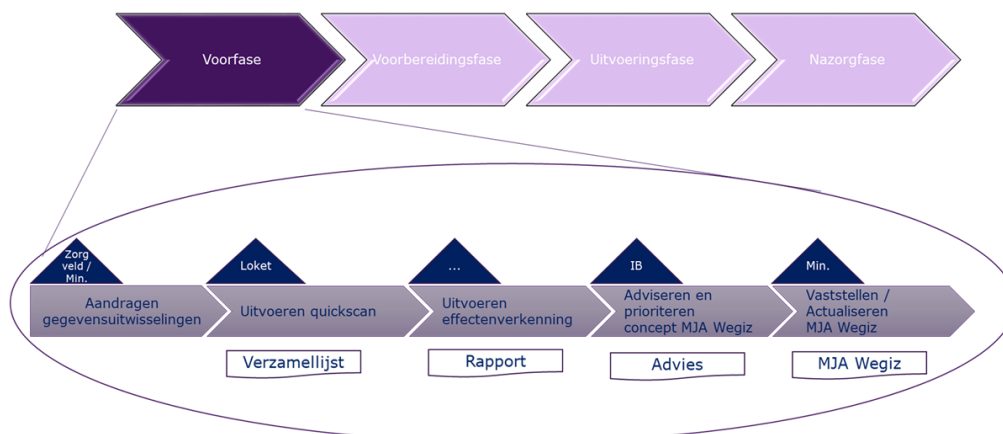 Voorfase
Voorbereidingsfase
Uitvoeringsfase
Nazorgfase
Zorg
veld /
Min.
Loket
...
IB
Min.
Aandragen
gegevensuitwisselingen
Uitvoeren quickscan
Uitvoeren
effectenverkenning
Adviseren en
prioriteren
concept MJA Wegiz
Vaststellen /
Actualiseren
MJA Wegiz
Verzamellijst
Rapport
Advies
MJA Wegiz